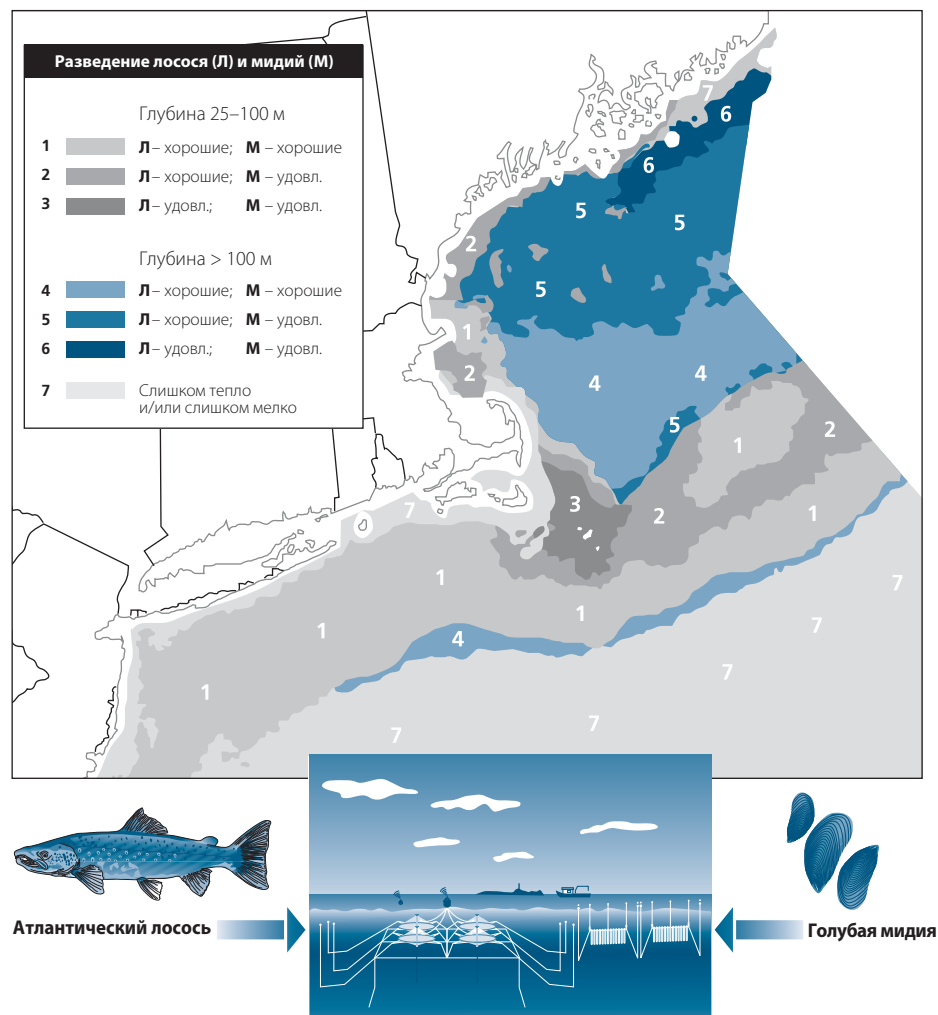 Разведение лосося (Л) и мидий (М)
Глубина 25–100 м
1 Л – хорошие; М – хорошие
2 Л – хорошие; М – удовл.
3 Л – удовл.; М – удовл.
Глубина > 100 м
4 Л – хорошие; М – хорошие
5 Л – хорошие; М – удовл.
6 Л – удовл.; М – удовл.
7 Слишком тепло
и/или слишком мелко
7
6
6
5
5
2
5
1
2
4
4
5
1
2
3
2
7
1
1
7
1
1
7
4
7
1
7
7
Атлантический лосось
Голубая мидия